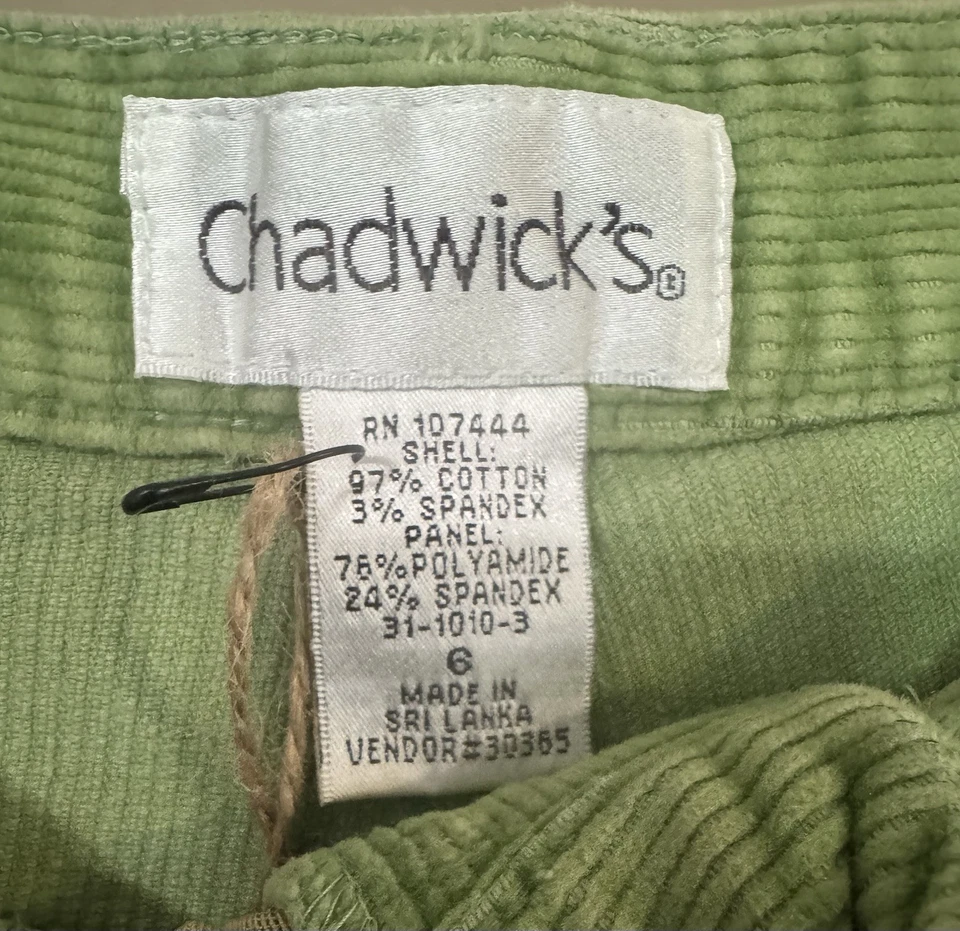 Chadwick's®
RN 107444
SHELL:
97% COTTON
3% SPANDEX
PANEL:
76%POLYAMIDE
24% SPANDEX
31-1010-3
6
MADE IN
SRI LANKA
VENDOR#30365